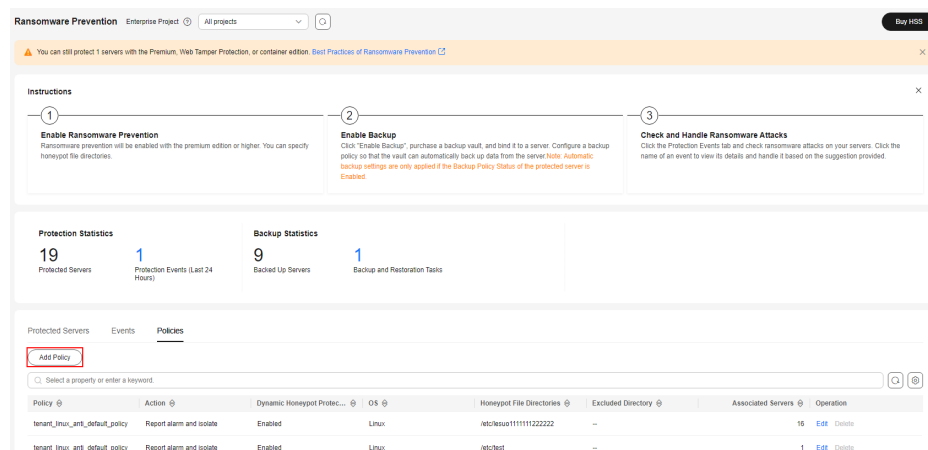 Ransomware Prevention Enterprise Project All projects Buy HSS
You can still protect 1 servers with the Premium, Web Tamper Protection, or container edition. Best Practices of Ransomware Prevention
Instructions
1 2 3
Enable Ransomware Prevention
Ransomware prevention will be enabled with the premium edition or higher. You can specify
honeypot file directories.
Enable Backup
Click "Enable Backup", purchase a backup vault, and bind it to a server. Configure a backup
policy so that the vault can automatically back up data from the server. Note: Automatic
backup settings are only applied if the Backup Policy Status of the protected server is
Enabled.
Check and Handle Ransomware Attacks
Click the Protection Events tab and check ransomware attacks on your servers. Click the
name of an event to view its details and handle it based on the suggestion provided.
Protection Statistics
19
Protected Servers
1
Protection Events (Last 24
Hours)
Backup Statistics
9
Backed Up Servers
1
Backup and Restoration Tasks
Protected Servers Events Policies
Add Policy
Select a property or enter a keyword.
Policy Action Dynamic Honeypot Protec... OS Honeypot File Directories Excluded Directory Associated Servers Operation
tenant_linux_anti_default_policy Report alarm and isolate Enabled Linux /etc/lesuo1111111222222 -- 16 Edit Delete
tenant_linux_anti_default_policy Report alarm and isolate Enabled Linux /etc/test -- 1 Edit Delete